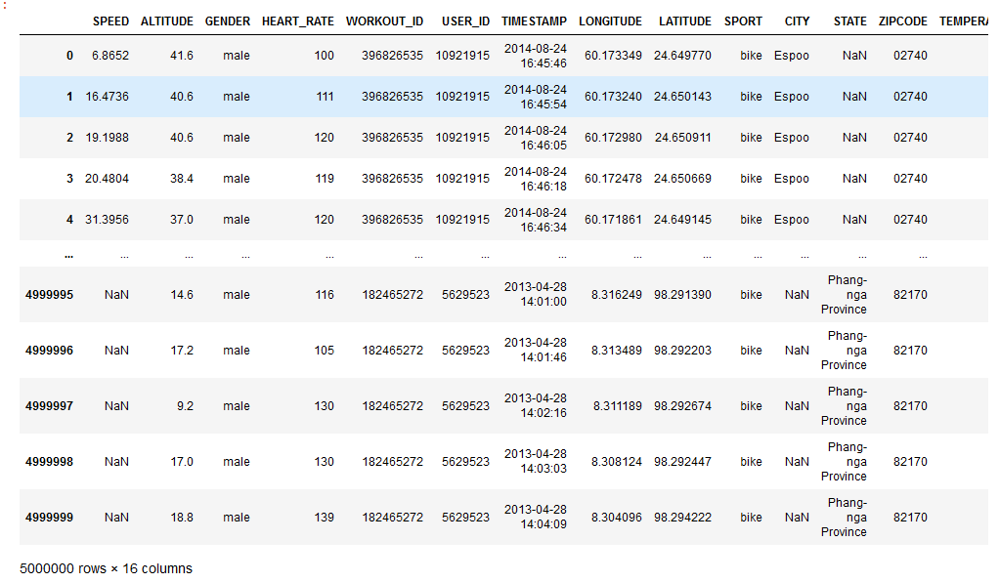 :
SPEED ALTITUDE GENDER HEART_RATE WORKOUT_ID USER_ID TIMESTAMP LONGITUDE LATITUDE SPORT CITY STATE ZIPCODE TEMPERA
0 6.8652 41.6 male 100 396826535 10921915 2014-08-24 16:45:46 60.173349 24.649770 bike Espoo NaN 02740
1 16.4736 40.6 male 111 396826535 10921915 2014-08-24 16:45:54 60.173240 24.650143 bike Espoo NaN 02740
2 19.1988 40.6 male 120 396826535 10921915 2014-08-24 16:46:05 60.172980 24.650911 bike Espoo NaN 02740
3 20.4804 38.4 male 119 396826535 10921915 2014-08-24 16:46:18 60.172478 24.650669 bike Espoo NaN 02740
4 31.3956 37.0 male 120 396826535 10921915 2014-08-24 16:46:34 60.171861 24.649145 bike Espoo NaN 02740
... ... ... ... ... ... ... ... ... ... ... ... ... ...
4999995 NaN 14.6 male 116 182465272 5629523 2013-04-28 14:01:00 8.316249 98.291390 bike NaN Phang-nga Province 82170
4999996 NaN 17.2 male 105 182465272 5629523 2013-04-28 14:01:46 8.313489 98.292203 bike NaN Phang-nga Province 82170
4999997 NaN 9.2 male 130 182465272 5629523 2013-04-28 14:02:16 8.311189 98.292674 bike NaN Phang-nga Province 82170
4999998 NaN 17.0 male 130 182465272 5629523 2013-04-28 14:03:03 8.308124 98.292447 bike NaN Phang-nga Province 82170
4999999 NaN 18.8 male 139 182465272 5629523 2013-04-28 14:04:09 8.304096 98.294222 bike NaN Phang-nga Province 82170
5000000 rows × 16 columns